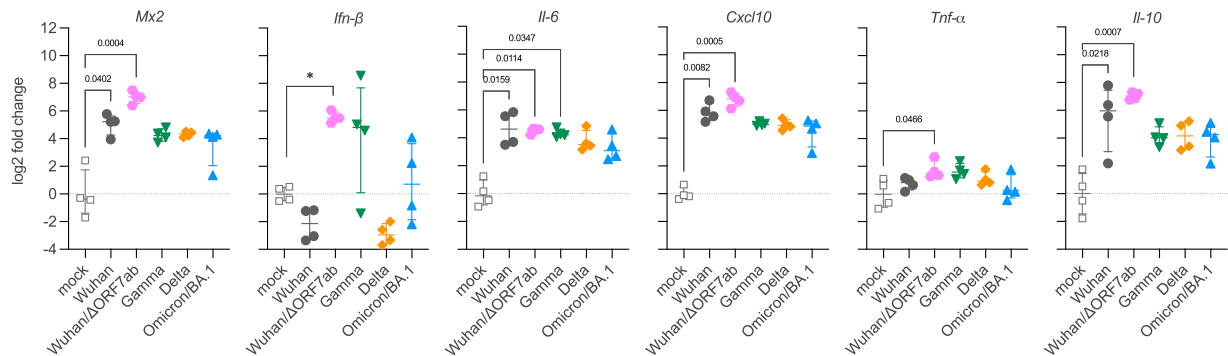 Mx2
Ifn-β
Il-6
Cxcl10
Tnf-α
Il-10
log2 fold change
12
10
8
6
4
2
0
-2
-4
0.0004
0.0402
*
0.0347
0.0114
0.0159
0.0005
0.0082
0.0466
0.0007
0.0218
mock
Wuhan
Wuhan/ΔORF7ab
Gamma
Delta
Omicron/BA.1
mock
Wuhan
Wuhan/ΔORF7ab
Gamma
Delta
Omicron/BA.1
mock
Wuhan
Wuhan/ΔORF7ab
Gamma
Delta
Omicron/BA.1
mock
Wuhan
Wuhan/ΔORF7ab
Gamma
Delta
Omicron/BA.1
mock
Wuhan
Wuhan/ΔORF7ab
Gamma
Delta
Omicron/BA.1
mock
Wuhan
Wuhan/ΔORF7ab
Gamma
Delta
Omicron/BA.1